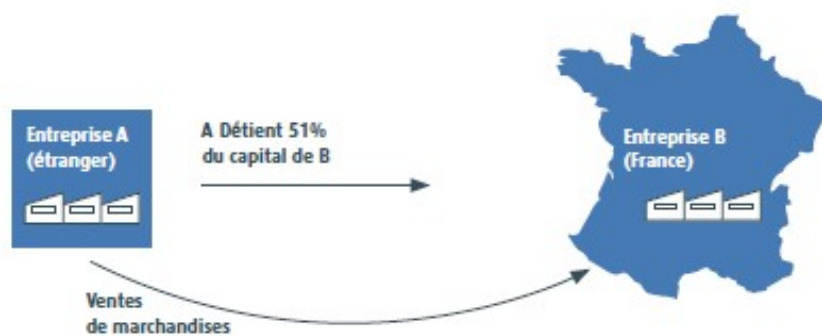 Entreprise A
(étranger)
A Détient 51%
du capital de B
Entreprise B
(France)
Ventes
de marchandises